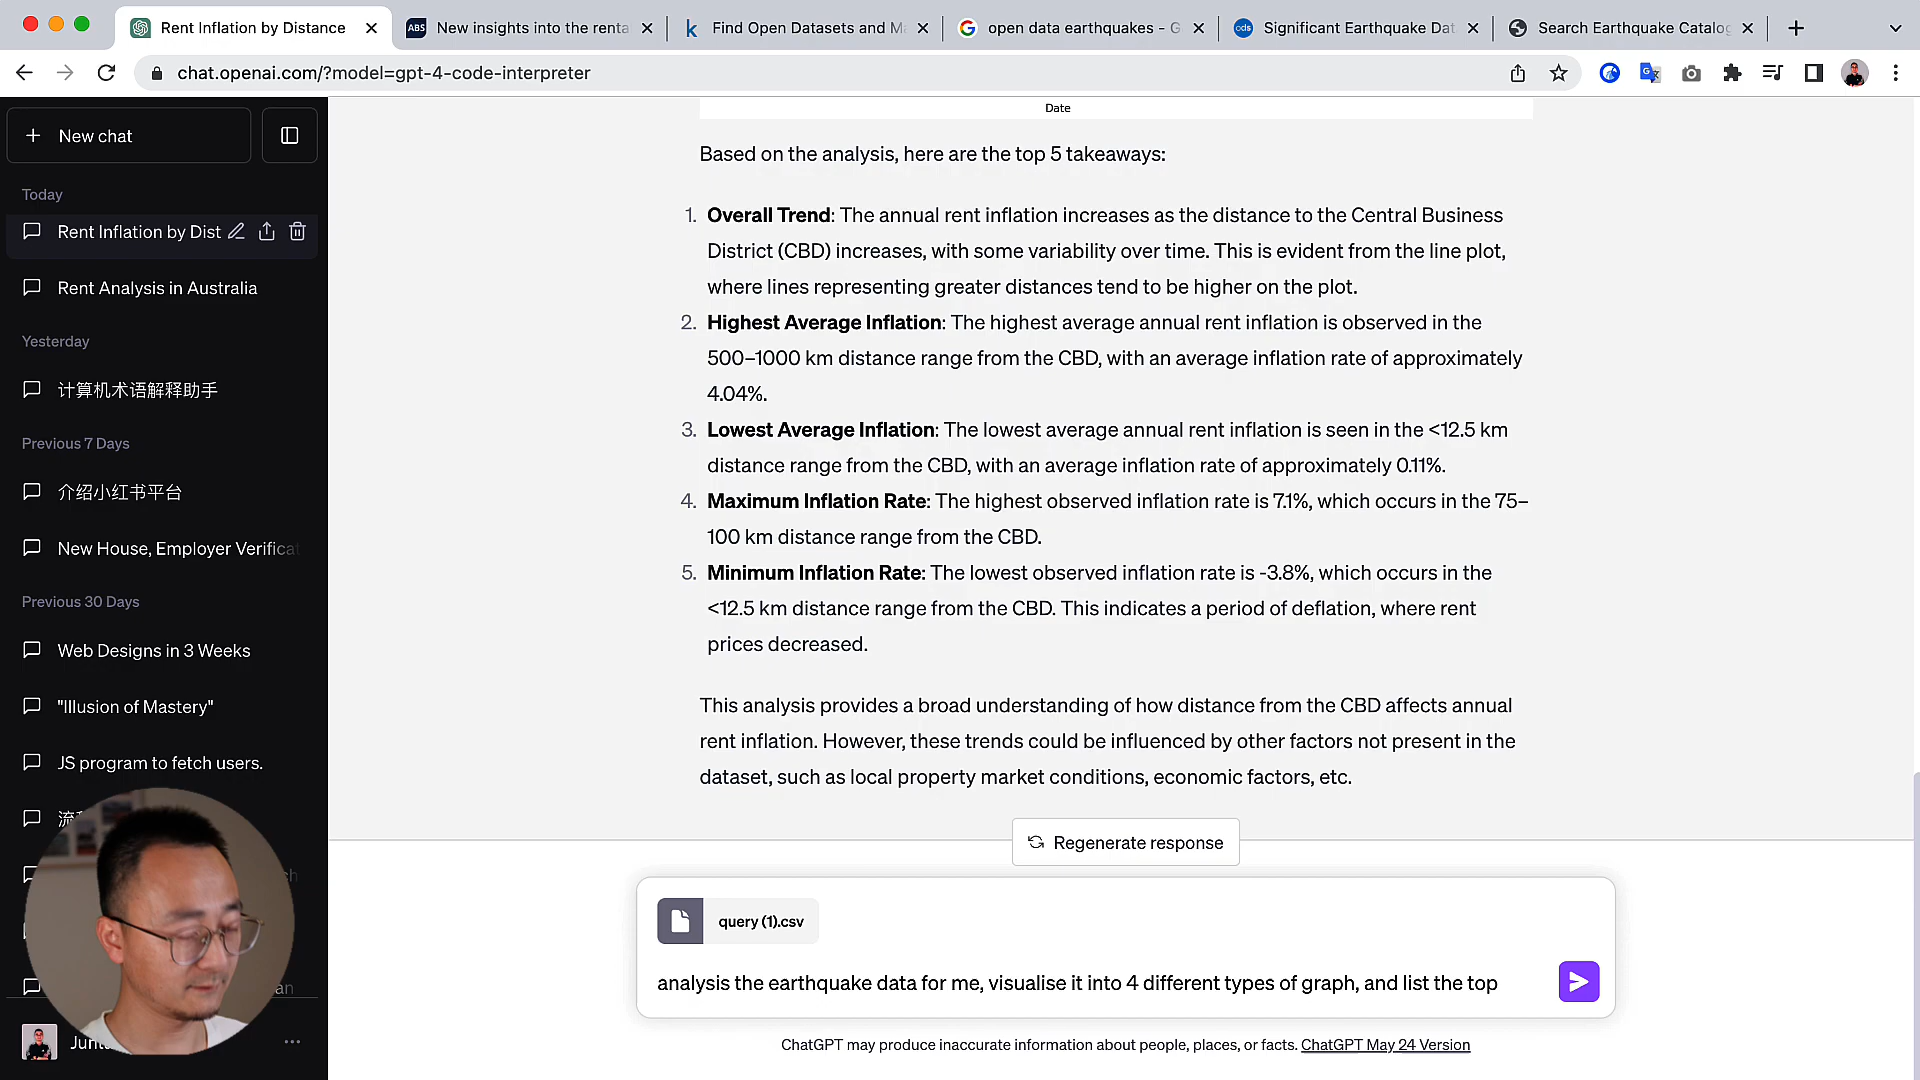 Rent Inflation by Distance
New insights into the renta
Find Open Datasets and M
open data earthquakes - G
Significant Earthquake Dat
Search Earthquake Catalog
chat.openai.com/?model=gpt-4-code-interpreter
New chat
Today
Rent Inflation by Dist
Rent Analysis in Australia
Yesterday
计算机术语解释助手
Previous 7 Days
介绍小红书平台
New House, Employer Verificat
Previous 30 Days
Web Designs in 3 Weeks
"Illusion of Mastery"
JS program to fetch users.
Date
Based on the analysis, here are the top 5 takeaways:
1. Overall Trend: The annual rent inflation increases as the distance to the Central Business
District (CBD) increases, with some variability over time. This is evident from the line plot,
where lines representing greater distances tend to be higher on the plot.
2. Highest Average Inflation: The highest average annual rent inflation is observed in the
500–1000 km distance range from the CBD, with an average inflation rate of approximately
4.04%.
3. Lowest Average Inflation: The lowest average annual rent inflation is seen in the <12.5 km
distance range from the CBD, with an average inflation rate of approximately 0.11%.
4. Maximum Inflation Rate: The highest observed inflation rate is 7.1%, which occurs in the 75–
100 km distance range from the CBD.
5. Minimum Inflation Rate: The lowest observed inflation rate is -3.8%, which occurs in the
<12.5 km distance range from the CBD. This indicates a period of deflation, where rent
prices decreased.
This analysis provides a broad understanding of how distance from the CBD affects annual
rent inflation. However, these trends could be influenced by other factors not present in the
dataset, such as local property market conditions, economic factors, etc.
Regenerate response
query (1).csv
analysis the earthquake data for me, visualise it into 4 different types of graph, and list the top
ChatGPT may produce inaccurate information about people, places, or facts. ChatGPT May 24 Version